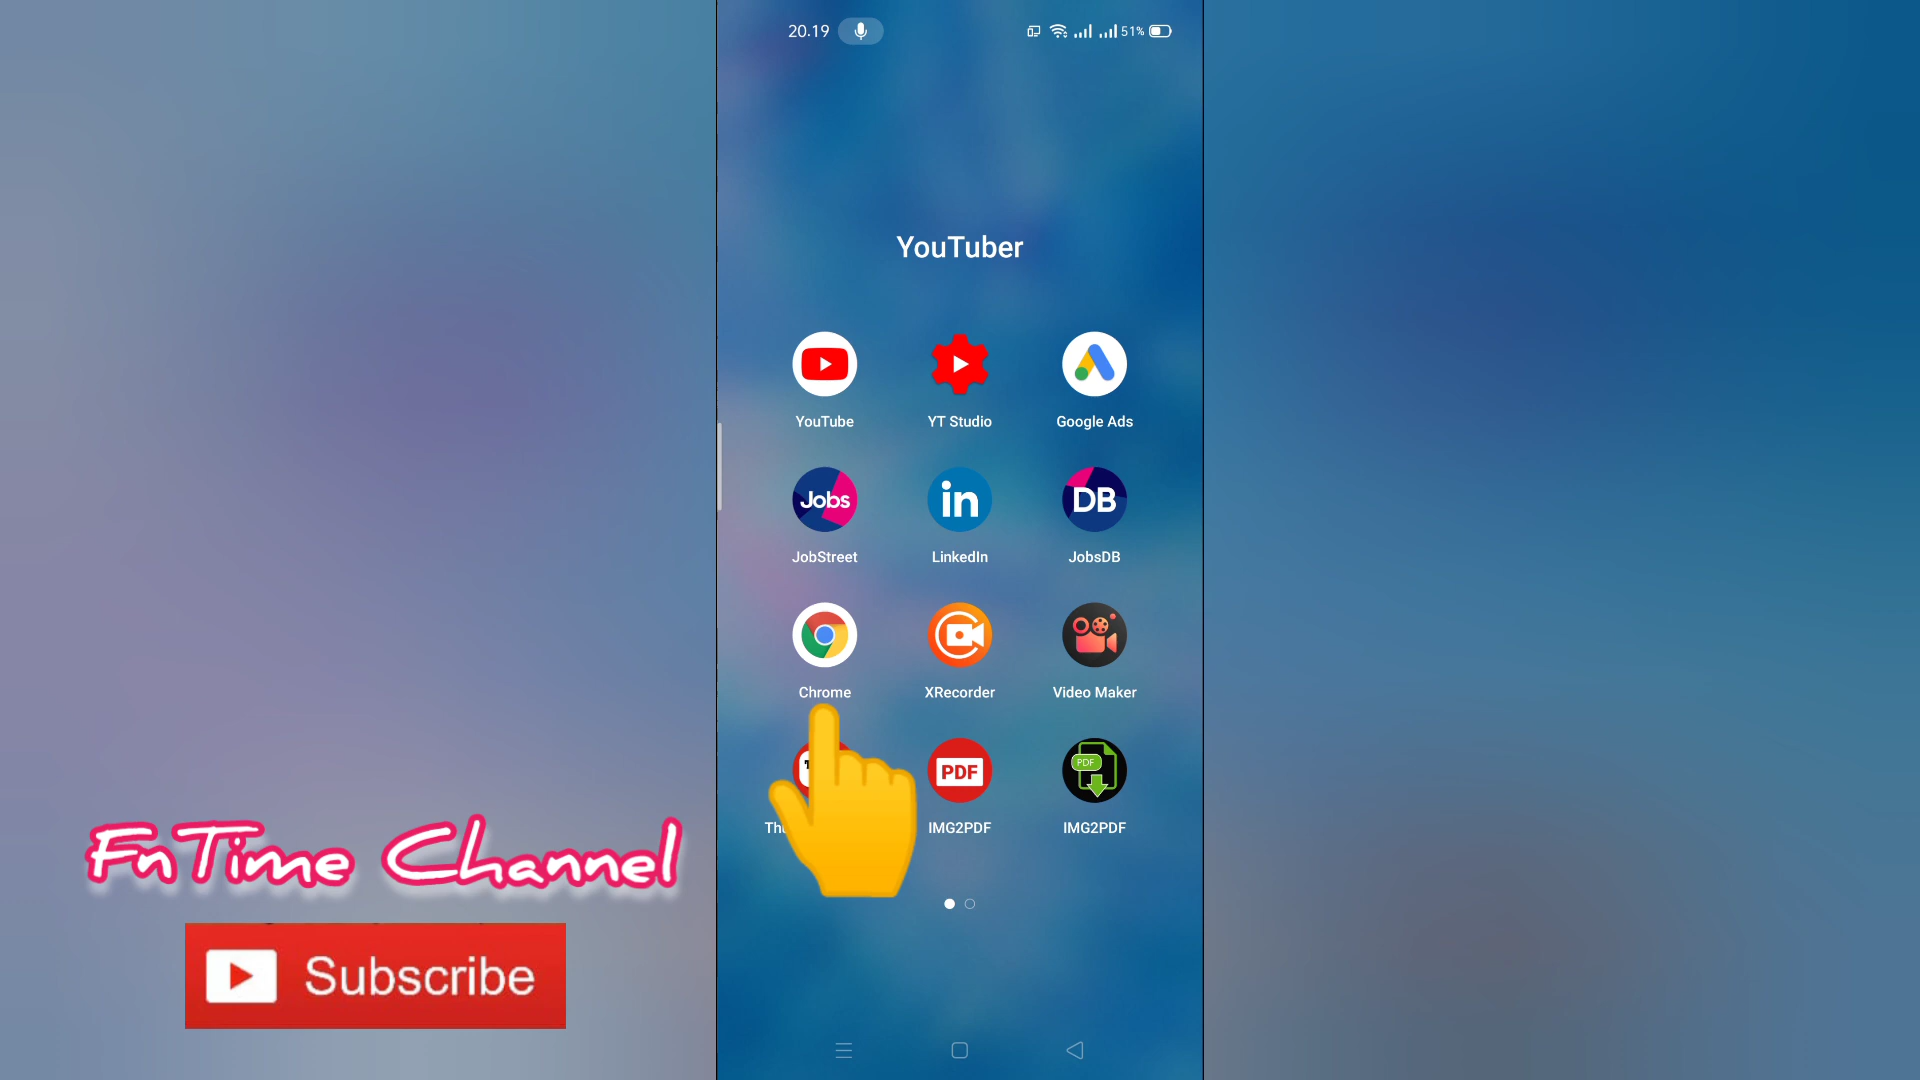 20.19
51%
YouTuber
YouTube YT Studio Google Ads
Jobs in DB
JobStreet LinkedIn JobsDB
Chrome XRecorder Video Maker
PDF PDF
IMG2PDF IMG2PDF
FnTime Channel
Subscribe